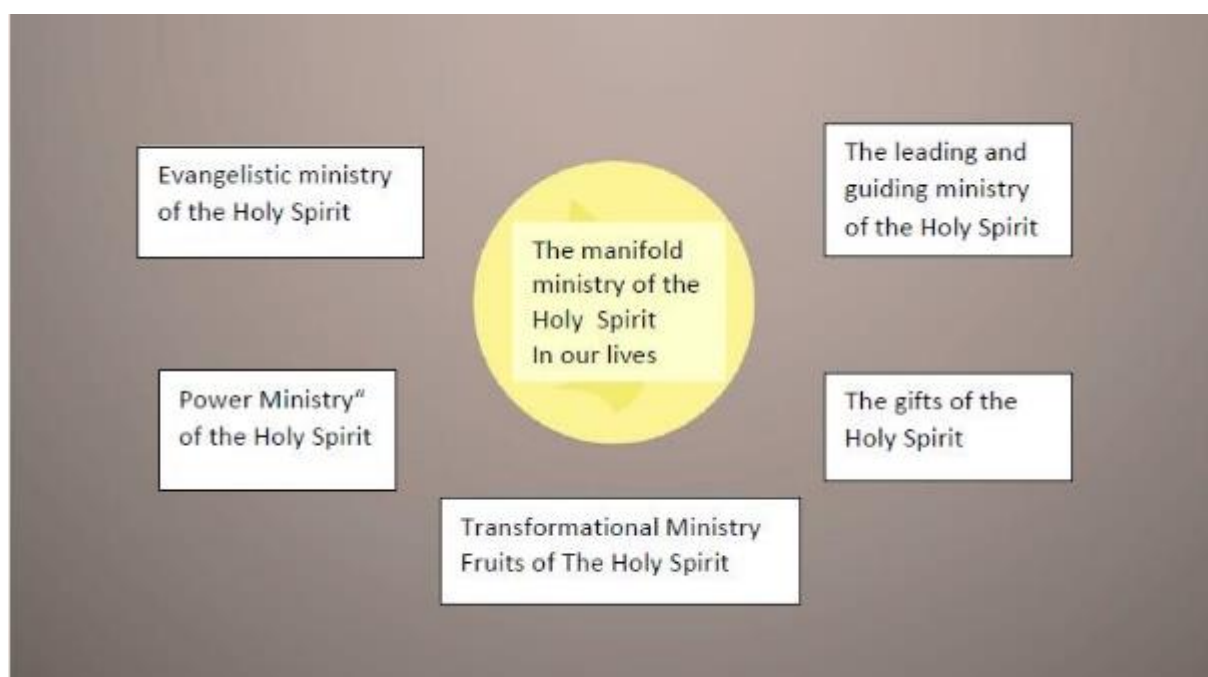 Evangelistic ministry
of the Holy Spirit
The manifold
ministry of the
Holy Spirit
In our lives
The leading and
guiding ministry
of the Holy Spirit
Power Ministry“
of the Holy Spirit
The gifts of the
Holy Spirit
Transformational Ministry
Fruits of The Holy Spirit